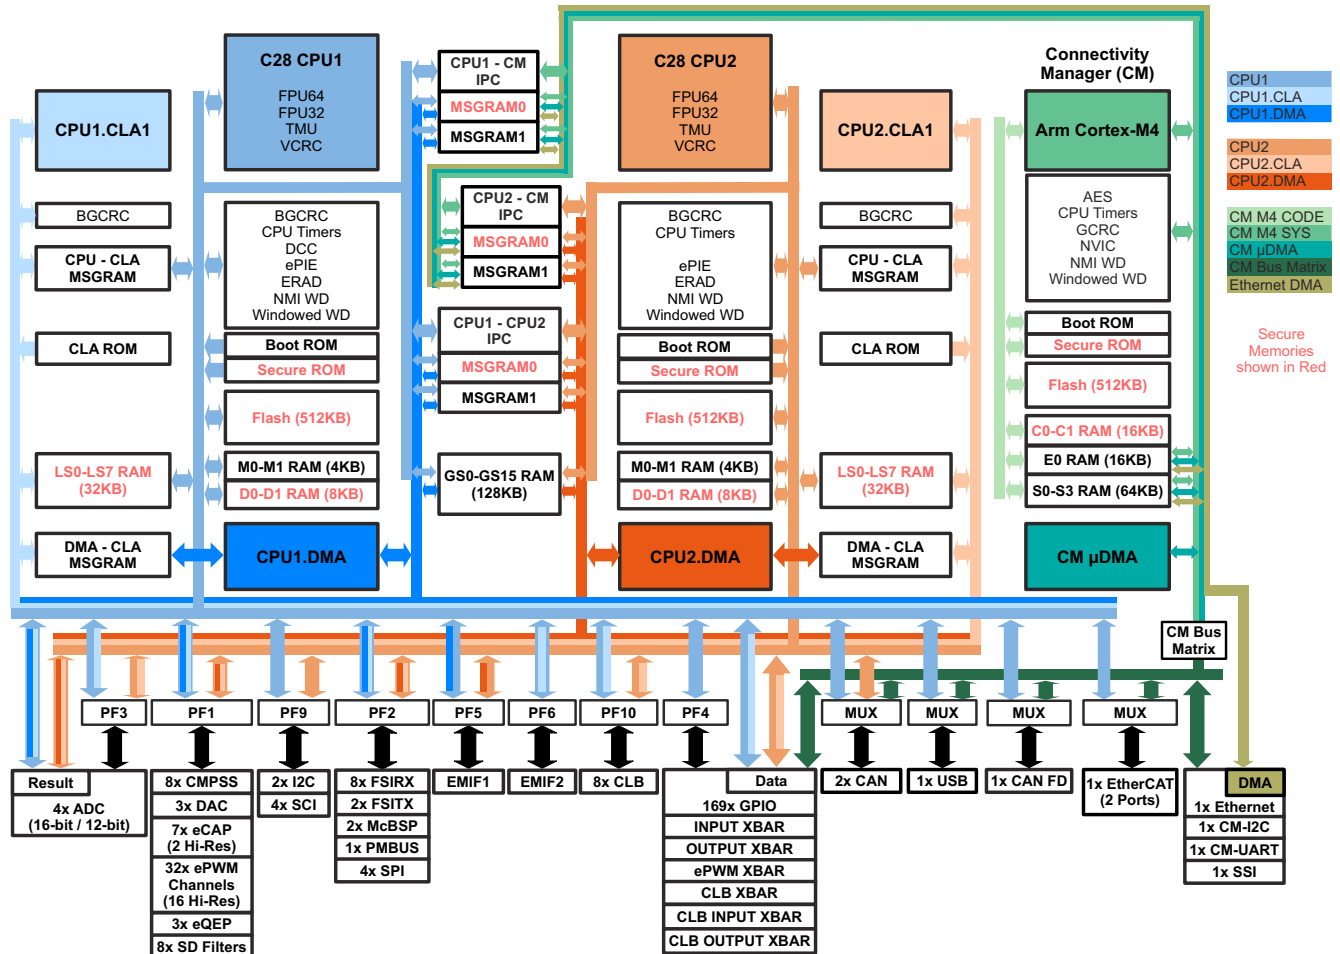 C28 CPU1
FPU64
FPU32
TMU
VCRC
CPU1.CLA1
CPU1 - CM
IPC
MSGRAM0
MSGRAM1
C28 CPU2
FPU64
FPU32
TMU
VCRC
CPU2.CLA1
Connectivity
Manager (CM)
Arm Cortex-M4
AES
CPU Timers
GCRC
NVIC
NMI WD
Windowed WD
CPU1
CPU1.CLA
CPU1.DMA
CPU2
CPU2.CLA
CPU2.DMA
CM M4 CODE
CM M4 SYS
CM µDMA
CM Bus Matrix
Ethernet DMA
Secure
Memories
shown in Red
BGCRC
CPU - CLA
MSGRAM
CLA ROM
LS0-LS7 RAM
(32KB)
DMA - CLA
MSGRAM
BGCRC
CPU Timers
DCC
ePIE
ERAD
NMI WD
Windowed WD
Boot ROM
Secure ROM
Flash (512KB)
M0-M1 RAM (4KB)
D0-D1 RAM (8KB)
CPU1.DMA
CPU2 - CM
IPC
MSGRAM0
MSGRAM1
CPU1 - CPU2
IPC
MSGRAM0
MSGRAM1
GS0-GS15 RAM
(128KB)
BGCRC
CPU Timers
ePIE
ERAD
NMI WD
Windowed WD
Boot ROM
Secure ROM
Flash (512KB)
M0-M1 RAM (4KB)
D0-D1 RAM (8KB)
CPU2.DMA
BGCRC
CPU - CLA
MSGRAM
CLA ROM
LS0-LS7 RAM
(32KB)
DMA - CLA
MSGRAM
Boot ROM
Secure ROM
Flash (512KB)
C0-C1 RAM (16KB)
E0 RAM (16KB)
S0-S3 RAM (64KB)
CM µDMA
CM Bus
Matrix
PF3
PF1
PF9
PF2
PF5
PF6
PF10
PF4
MUX
MUX
MUX
MUX
Result
4x ADC
(16-bit / 12-bit)
8x CMPSS
3x DAC
7x eCAP
(2 Hi-Res)
32x ePWM
Channels
(16 Hi-Res)
3x eQEP
8x SD Filters
2x I2C
4x SCI
8x FSIRX
2x FSITX
2x McBSP
1x PMBUS
4x SPI
EMIF1
EMIF2
8x CLB
Data
169x GPIO
INPUT XBAR
OUTPUT XBAR
ePWM XBAR
CLB XBAR
CLB INPUT XBAR
CLB OUTPUT XBAR
2x CAN
1x USB
1x CAN FD
1x EtherCAT
(2 Ports)
DMA
1x Ethernet
1x CM-I2C
1x CM-UART
1x SSI